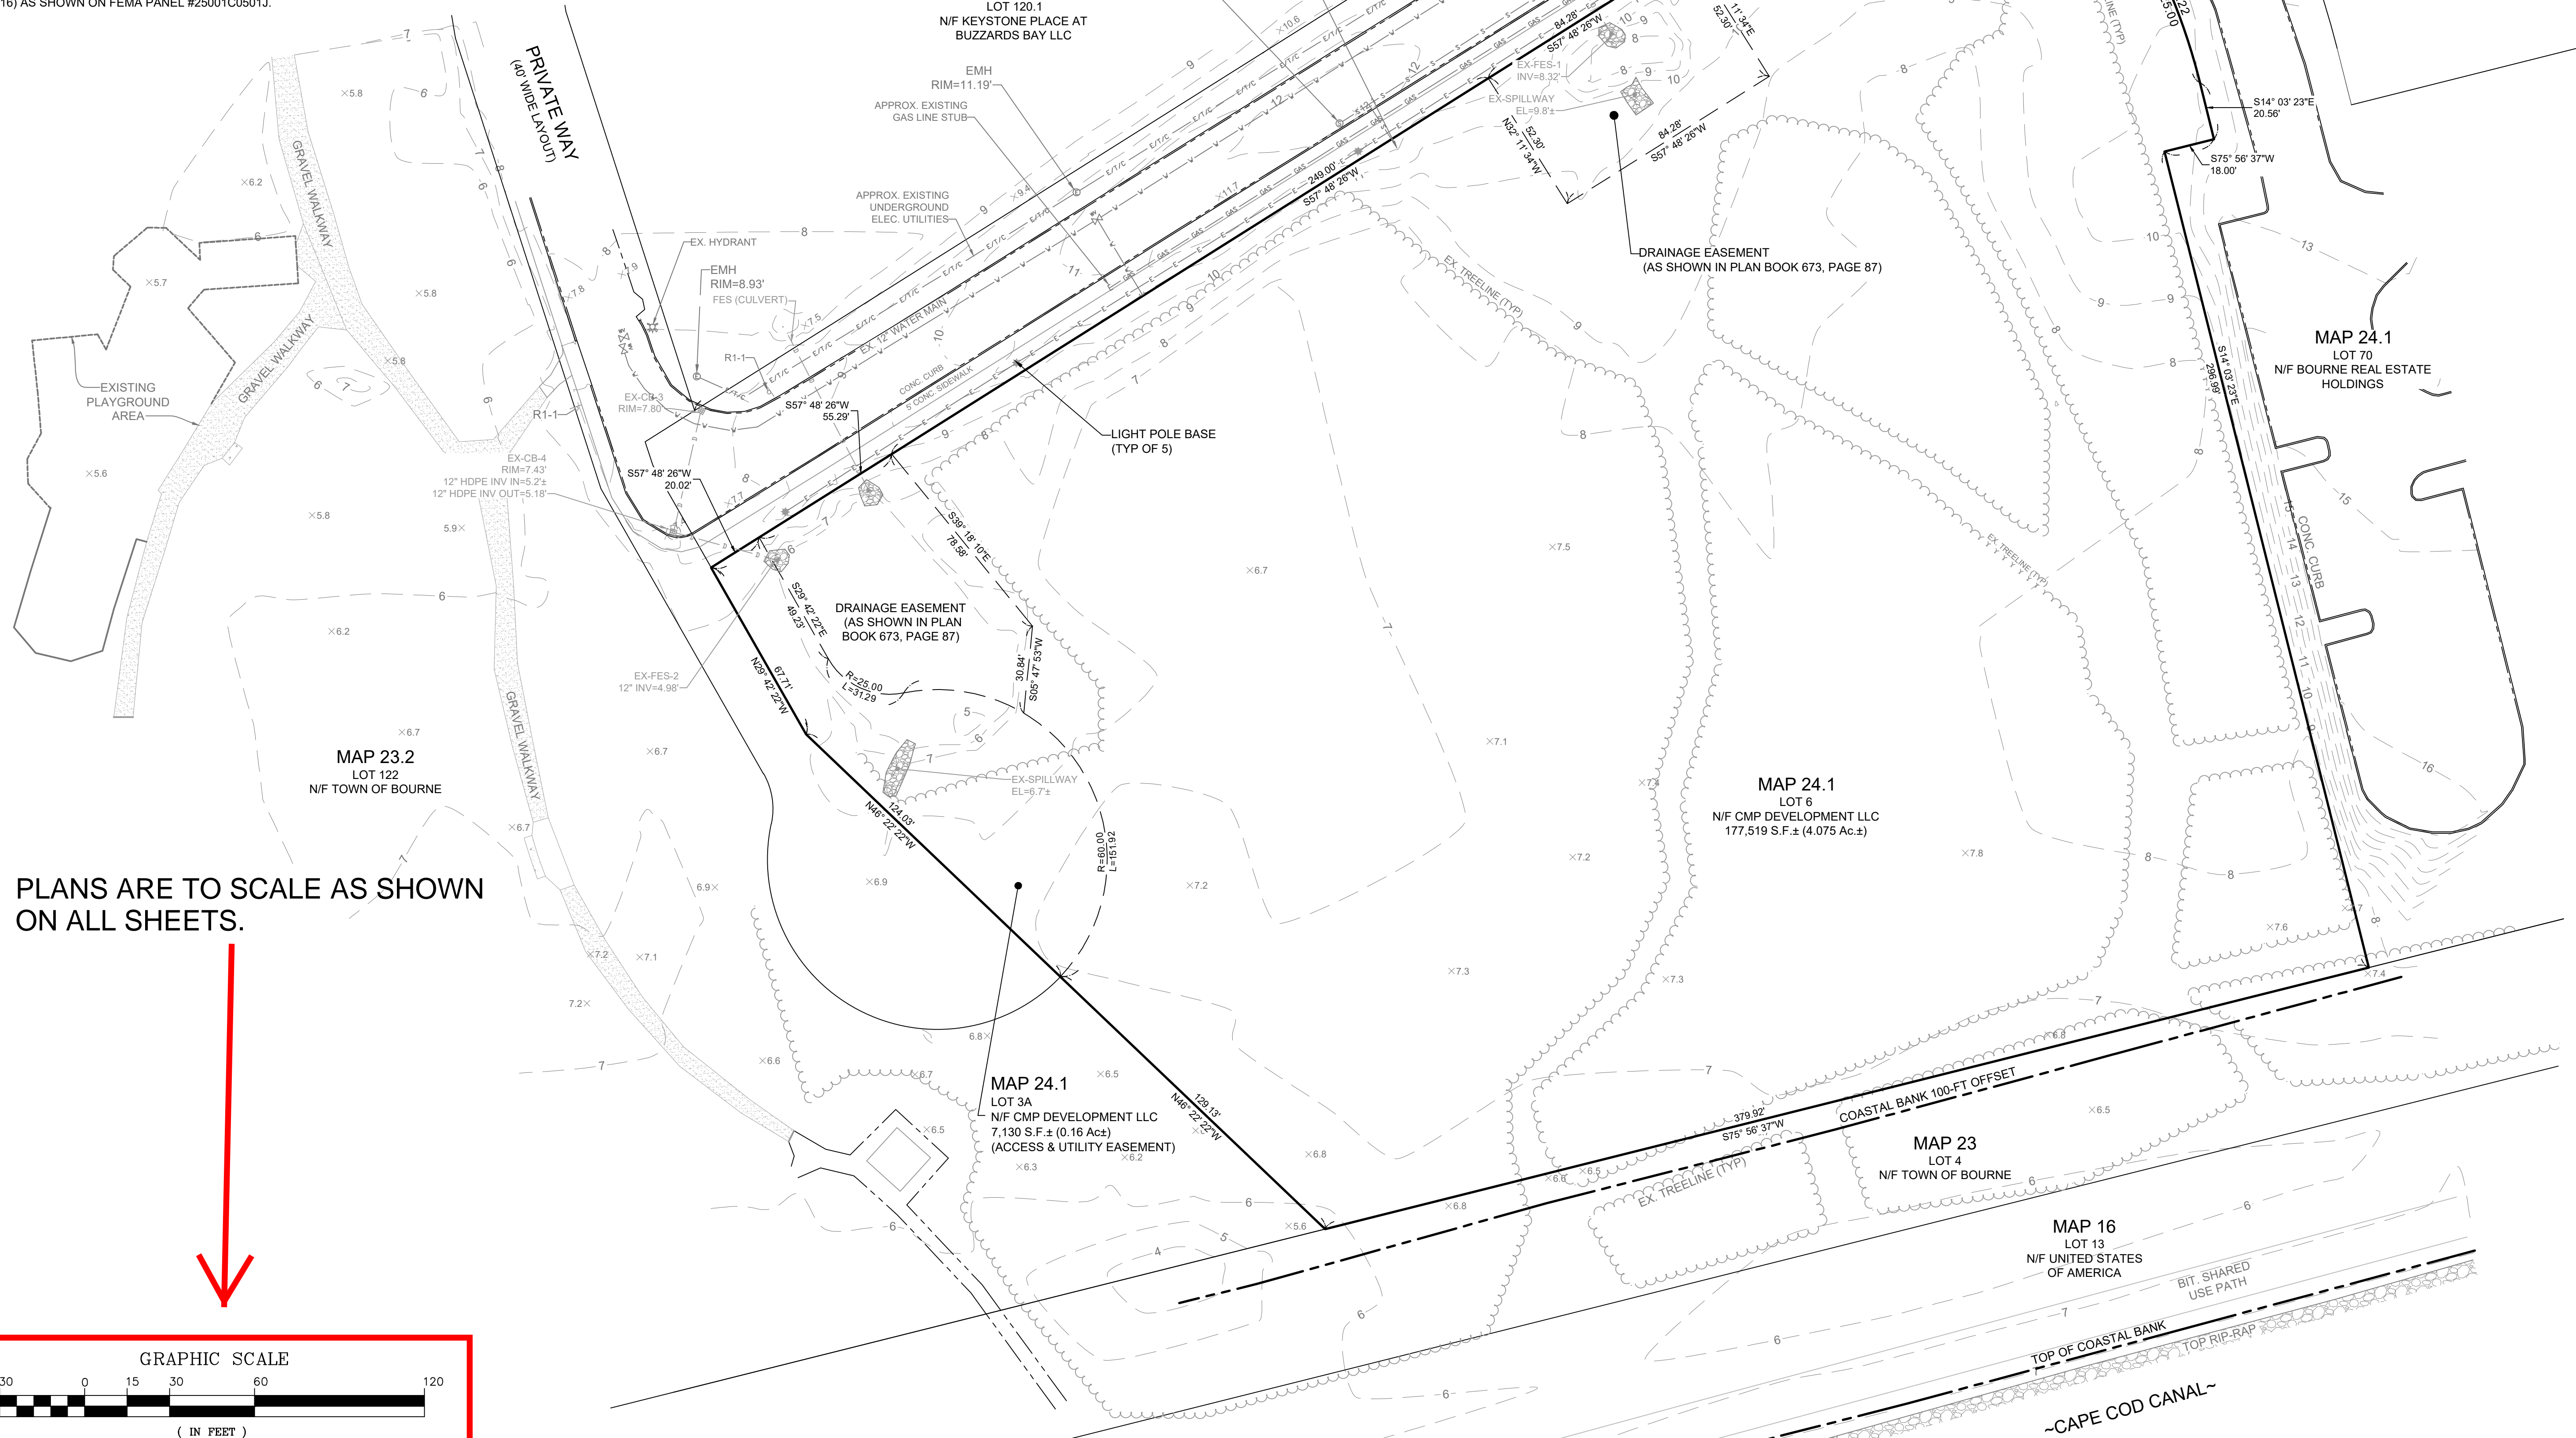 16) AS SHOWN ON FEMA PANEL #25001C0501J.
LOT 120.1
N/F KEYSTONE PLACE AT
BUZZARDS BAY LLC
PRIVATE WAY
(40' WIDE LAYOUT)
EMH
RIM=11.19'
APPROX. EXISTING
GAS LINE STUB
APPROX. EXISTING
UNDERGROUND
ELEC. UTILITIES
EX. HYDRANT
EMH
RIM=8.93'
FES (CULVERT)
EX. 12" WATER MAIN
R1-1
CONC. CURB
5' CONC. SIDEWALK
EX-CB-3
RIM=7.80
R1-1
EX-CB-4
RIM=7.43'
12" HDPE INV IN=5.2'±
12" HDPE INV OUT=5.18'
S57° 48' 26"W
55.29'
S57° 48' 26"W
20.02'
249.00'
S57° 48' 26"W
84.28'
S57° 48' 26"W
EX-FES-1
INV=8.32'
EX-SPILLWAY
EL=9.8'±
11' 34"E
52.30'
52.30'
N32° 11' 34"W
84.28'
S57° 48' 26"W
DRAINAGE EASEMENT
(AS SHOWN IN PLAN BOOK 673, PAGE 87)
S14° 03' 23"E
20.56'
S75° 56' 37"W
18.00'
MAP 24.1
LOT 70
N/F BOURNE REAL ESTATE
HOLDINGS
S14° 03' 23"E
296.99'
CONC. CURB
EX. TREELINE (TYP)
EX. TREELINE (TYP)
LIGHT POLE BASE
(TYP OF 5)
GRAVEL WALKWAY
GRAVEL WALKWAY
EXISTING
PLAYGROUND
AREA
S39° 18' 10"E
78.58'
S29° 42' 22"E
49.23'
DRAINAGE EASEMENT
(AS SHOWN IN PLAN
BOOK 673, PAGE 87)
30.84'
S05° 47' 53"W
R=25.00
L=31.29
EX-FES-2
12" INV=4.98'
67.71'
N29° 42' 22"W
EX-SPILLWAY
EL=6.7'±
124.03'
N46° 22' 22"W
R=60.00
L=151.92
GRAVEL WALKWAY
MAP 23.2
LOT 122
N/F TOWN OF BOURNE
MAP 24.1
LOT 6
N/F CMP DEVELOPMENT LLC
177,519 S.F.± (4.075 Ac.±)
PLANS ARE TO SCALE AS SHOWN
ON ALL SHEETS.
MAP 24.1
LOT 3A
N/F CMP DEVELOPMENT LLC
7,130 S.F.± (0.16 Ac±)
(ACCESS & UTILITY EASEMENT)
129.13'
N46° 22' 22"W
379.92'
S75° 56' 37"W
COASTAL BANK 100-FT OFFSET
EX. TREELINE (TYP)
MAP 23
LOT 4
N/F TOWN OF BOURNE
MAP 16
LOT 13
N/F UNITED STATES
OF AMERICA
BIT. SHARED
USE PATH
TOP OF COASTAL BANK
TOP RIP-RAP
~CAPE COD CANAL~
GRAPHIC SCALE
30 0 15 30 60 120
( IN FEET )